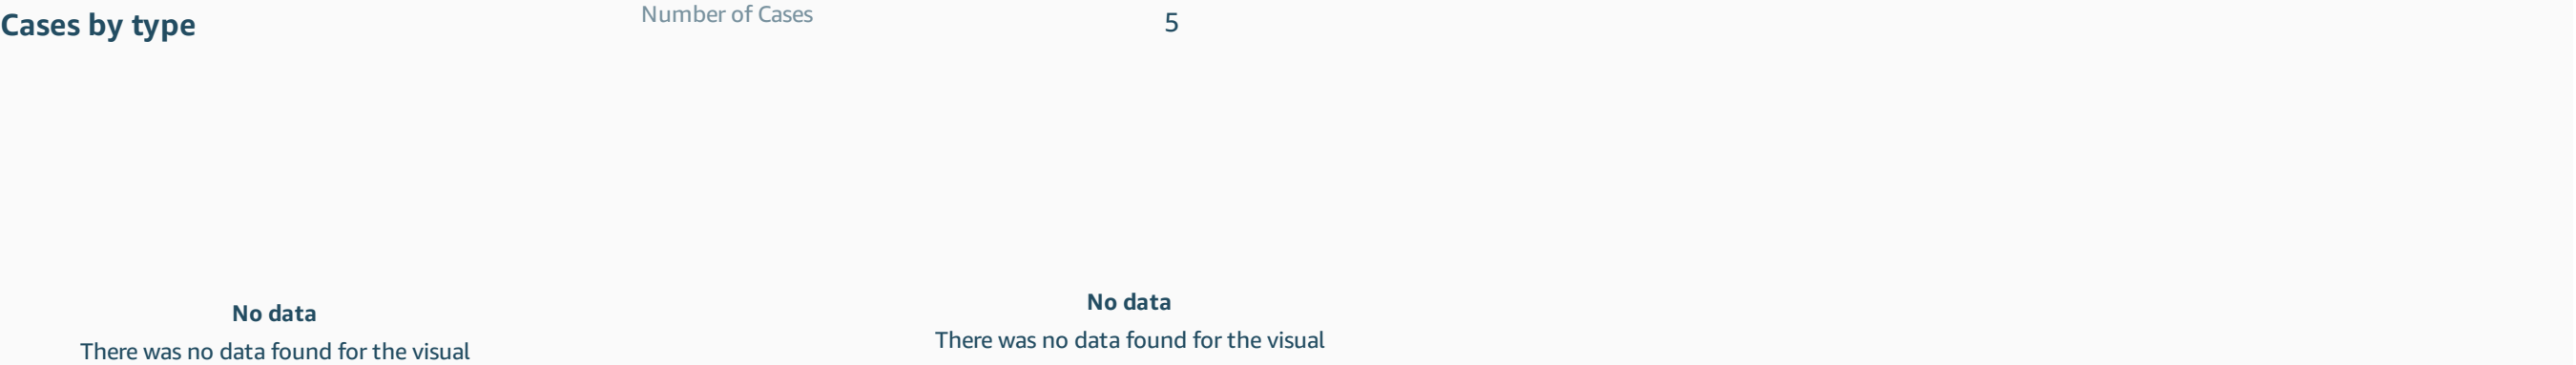 Cases by type
Number of Cases
5
No data
There was no data found for the visual
No data
There was no data found for the visual